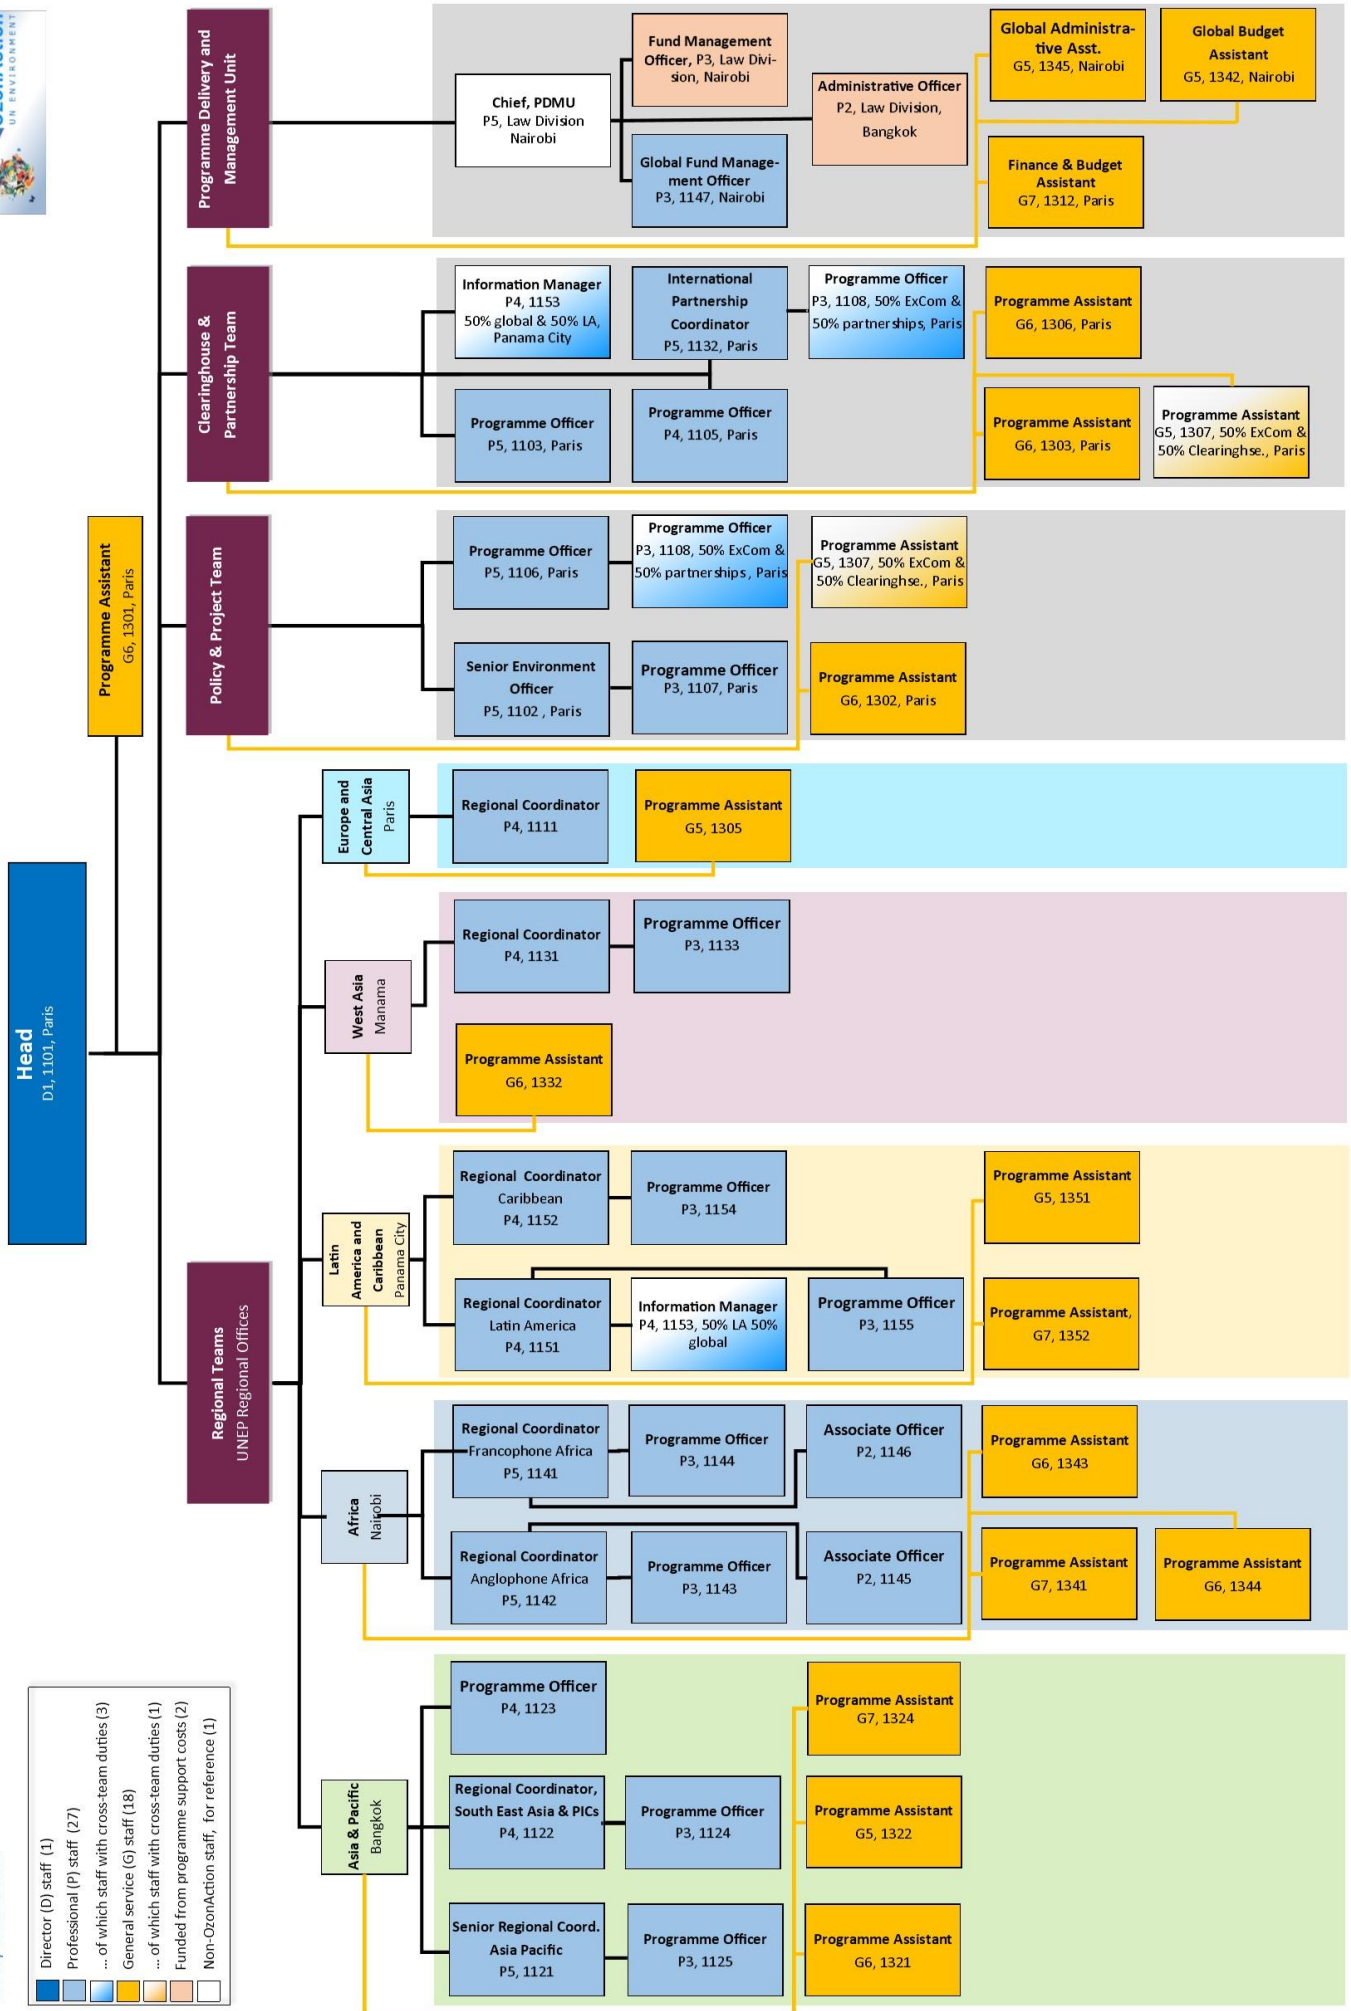 UN ENVIRONMENT
Head
D1, 1101, Paris
Programme Assistant
G6, 1301, Paris
Programme Delivery and
Management Unit
Chief, PDMU
P5, Law Division
Nairobi
Fund Management
Officer, P3, Law Divi-
sion, Nairobi
Global Fund Manage-
ment Officer
P3, 1147, Nairobi
Administrative Officer
P2, Law Division,
Bangkok
Global Administra-
tive Asst.
G5, 1345, Nairobi
Global Budget
Assistant
G5, 1342, Nairobi
Finance & Budget
Assistant
G7, 1312, Paris
Clearinghouse &
Partnership Team
Information Manager
P4, 1153
50% global & 50% LA,
Panama City
International
Partnership
Coordinator
P5, 1132, Paris
Programme Officer
P3, 1108, 50% ExCom &
50% partnerships, Paris
Programme Assistant
G6, 1306, Paris
Programme Officer
P5, 1103, Paris
Programme Officer
P4, 1105, Paris
Programme Assistant
G6, 1303, Paris
Programme Assistant
G5, 1307, 50% ExCom &
50% Clearinghse., Paris
Policy & Project Team
Programme Officer
P5, 1106, Paris
Programme Officer
P3, 1108, 50% ExCom &
50% partnerships , Paris
Programme Assistant
G5, 1307, 50% ExCom &
50% Clearinghse., Paris
Senior Environment
Officer
P5, 1102 , Paris
Programme Officer
P3, 1107, Paris
Programme Assistant
G6, 1302, Paris
Regional Teams
UNEP Regional Offices
Europe and
Central Asia
Paris
Regional Coordinator
P4, 1111
Programme Assistant
G5, 1305
West Asia
Manama
Regional Coordinator
P4, 1131
Programme Officer
P3, 1133
Programme Assistant
G6, 1332
Latin
America and
Caribbean
Panama City
Regional Coordinator
Caribbean
P4, 1152
Programme Officer
P3, 1154
Programme Assistant
G5, 1351
Regional Coordinator
Latin America
P4, 1151
Information Manager
P4, 1153, 50% LA 50%
global
Programme Officer
P3, 1155
Programme Assistant,
G7, 1352
Africa
Nairobi
Regional Coordinator
Francophone Africa
P5, 1141
Programme Officer
P3, 1144
Associate Officer
P2, 1146
Programme Assistant
G6, 1343
Regional Coordinator
Anglophone Africa
P5, 1142
Programme Officer
P3, 1143
Associate Officer
P2, 1145
Programme Assistant
G7, 1341
Programme Assistant
G6, 1344
Asia & Pacific
Bangkok
Programme Officer
P4, 1123
Programme Assistant
G7, 1324
Regional Coordinator,
South East Asia & PICs
P4, 1122
Programme Officer
P3, 1124
Programme Assistant
G5, 1322
Senior Regional Coord.
Asia Pacific
P5, 1121
Programme Officer
P3, 1125
Programme Assistant
G6, 1321
Director (D) staff (1)
Professional (P) staff (27)
... of which staff with cross-team duties (3)
General service (G) staff (18)
... of which staff with cross-team duties (1)
Funded from programme support costs (2)
Non-OzonAction staff, for reference (1)